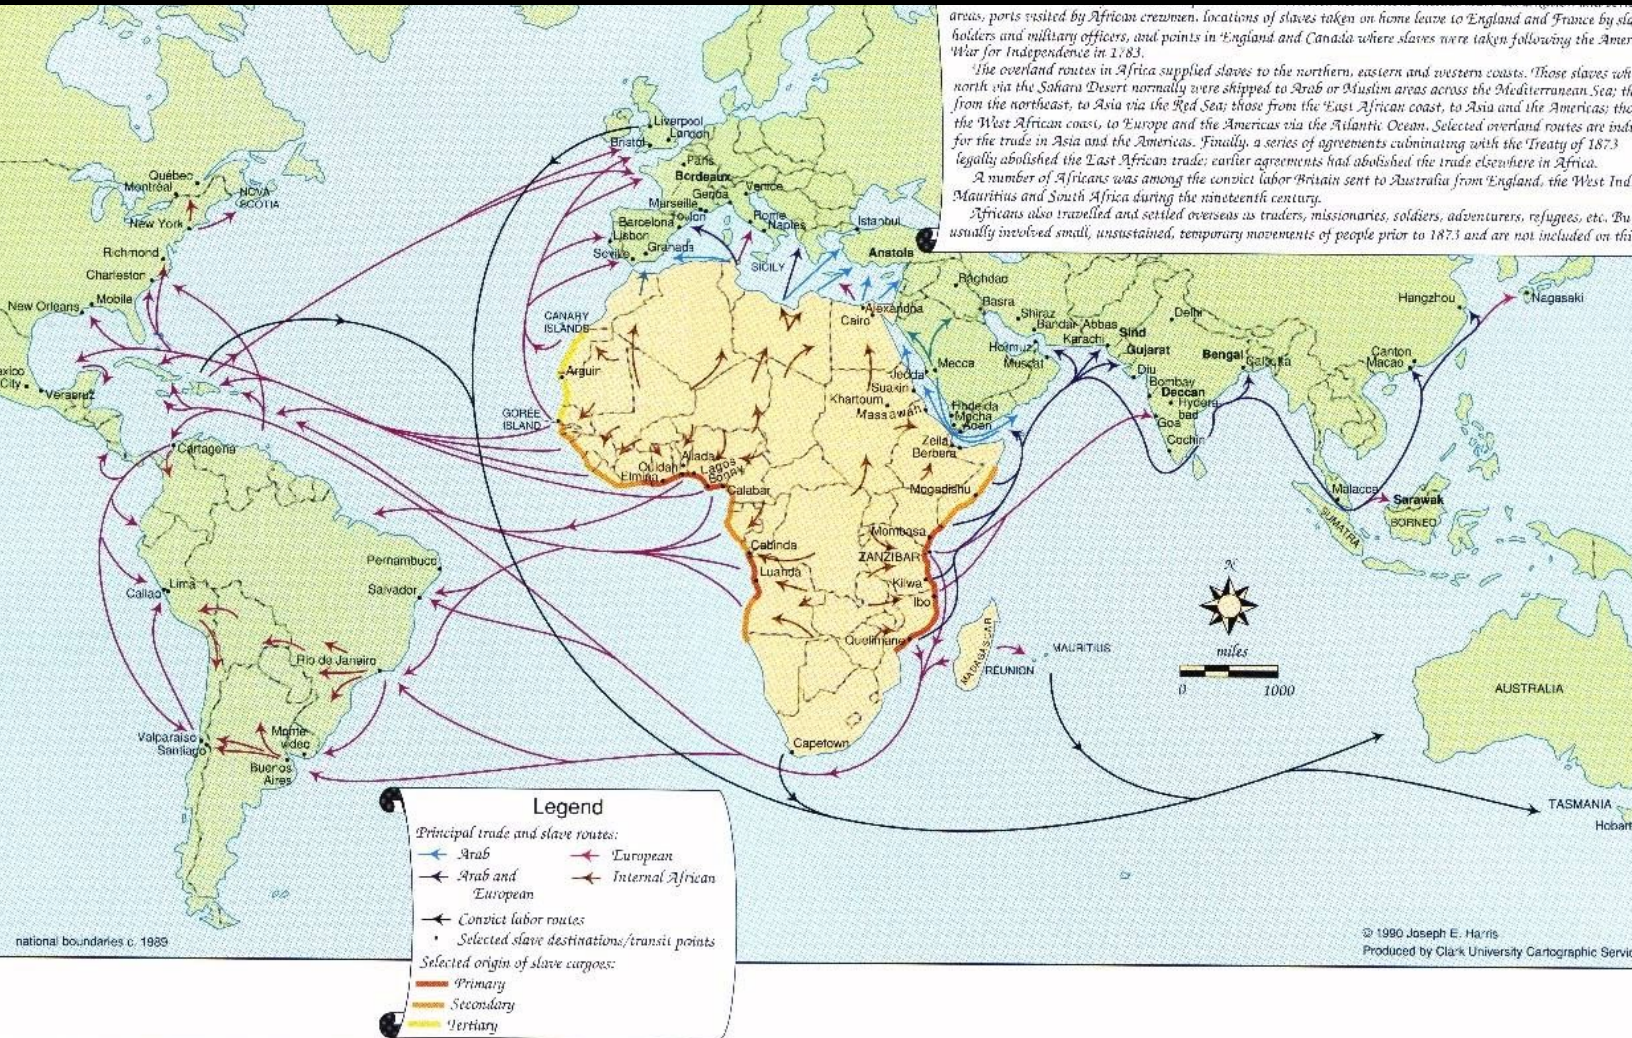 areas, ports visited by African crewmen, locations of slaves taken on home leave to England and France by sla
holders and military officers, and points in England and Canada where slaves were taken following the Amer
War for Independence in 1783.
The overland routes in Africa supplied slaves to the northern, eastern and western coasts. Those slaves wh
north via the Sahara Desert normally were shipped to Arab or Muslim areas across the Mediterranean Sea; th
from the northeast, to Asia via the Red Sea; those from the East African coast, to Asia and the Americas; tho
the West African coast, to Europe and the Americas via the Atlantic Ocean. Selected overland routes are indi
for the trade in Asia and the Americas. Finally, a series of agreements culminating with the Treaty of 1873
legally abolished the East African trade; earlier agreements had abolished the trade elsewhere in Africa.
A number of Africans was among the convict labor Britain sent to Australia from England, the West Ind
Mauritius and South Africa during the nineteenth century.
Africans also travelled and settled overseas as traders, missionaries, soldiers, adventurers, refugees, etc. Bu
usually involved small, unsustained, temporary movements of people prior to 1873 and are not included on thi
Liverpool
London
Bristol
Paris
Bordeaux
Genoa
Venice
Marseille
Toulon
Barcelona
Rome
Naples
Istanbul
Lisbon
Granada
Seville
SICILY
Anatolia
Québec
Montréal
NOVA
SCOTIA
New York
Richmond
Charleston
Mobile
New Orleans
exico
City
Veracruz
Cartagena
CANARY
ISLANDS
Arguin
GORÉE
ISLAND
Allada
Ouidah
Lagos
Bonny
Elmina
Calabar
Cabinda
Luanda
Alexandria
Cairo
Baghdad
Basra
Shiraz
Bandar Abbas
Hormuz
Karachi
Muscat
Sind
Gujarat
Delhi
Bengal
Calcutta
Diu
Bombay
Deccan
Hydera
bad
Goa
Cochin
Mecca
Jedda
Suakin
Khartoum
Massawah
Hodeida
Mocha
Aden
Zeila
Berbera
Mogadishu
Mombasa
ZANZIBAR
Kilwa
Ibo
Quelimane
MADAGASCAR
RÉUNION
MAURITIUS
Capetown
Hangzhou
Nagasaki
Canton
Macao
Malacca
SUMATRA
Sarawak
BORNEO
Pernambuco
Salvador
Lima
Callao
Rio de Janeiro
Valparaiso
Santiago
Monte
video
Buenos
Aires
N
miles
0 1000
AUSTRALIA
TASMANIA
Hobart
Legend
Principal trade and slave routes:
Arab
European
Arab and
European
Internal African
Convict labor routes
Selected slave destinations/transit points
Selected origin of slave cargoes:
Primary
Secondary
Tertiary
national boundaries c. 1989
© 1990 Joseph E. Harris
Produced by Clark University Cartographic Servic